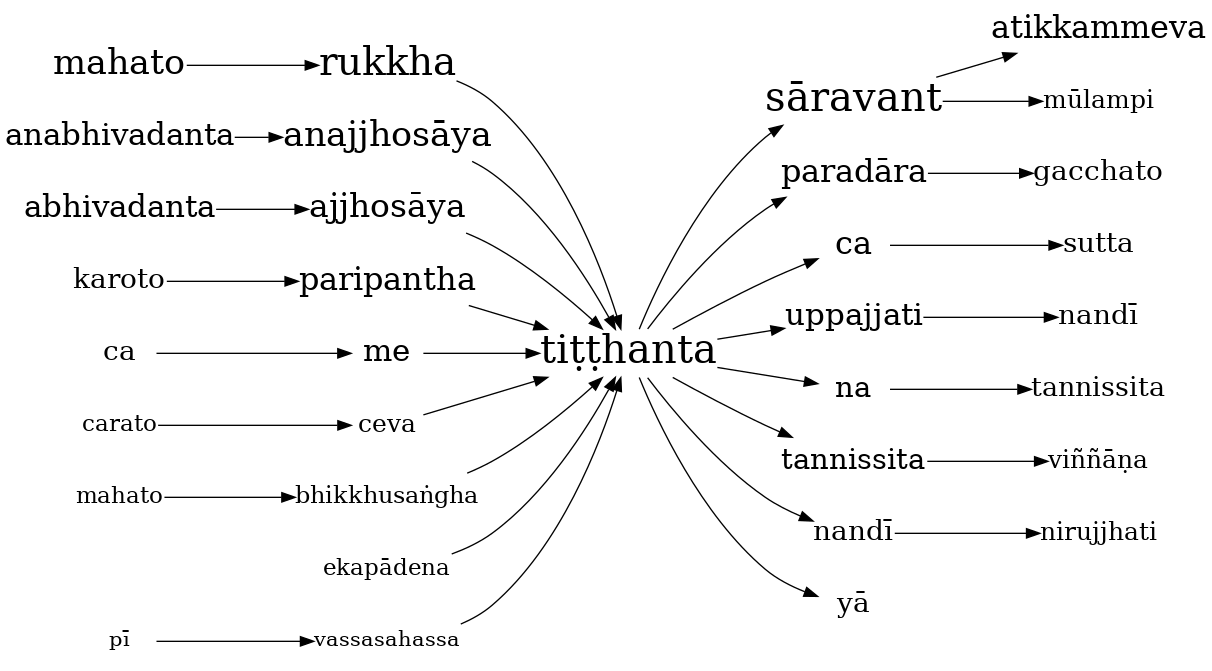 atikkammeva
mahato rukkha sāravant mūlampi
anabhivadanta anajjhosāya paradāra gacchato
abhivadanta ajjhosāya ca sutta
karoto paripantha uppajjati nandī
ca me tiṭṭhanta na tannissita
carato ceva tannissita viññāṇa
mahato bhikkhusaṅgha nandī nirujjhati
ekapādena yā
pī vassasahassa